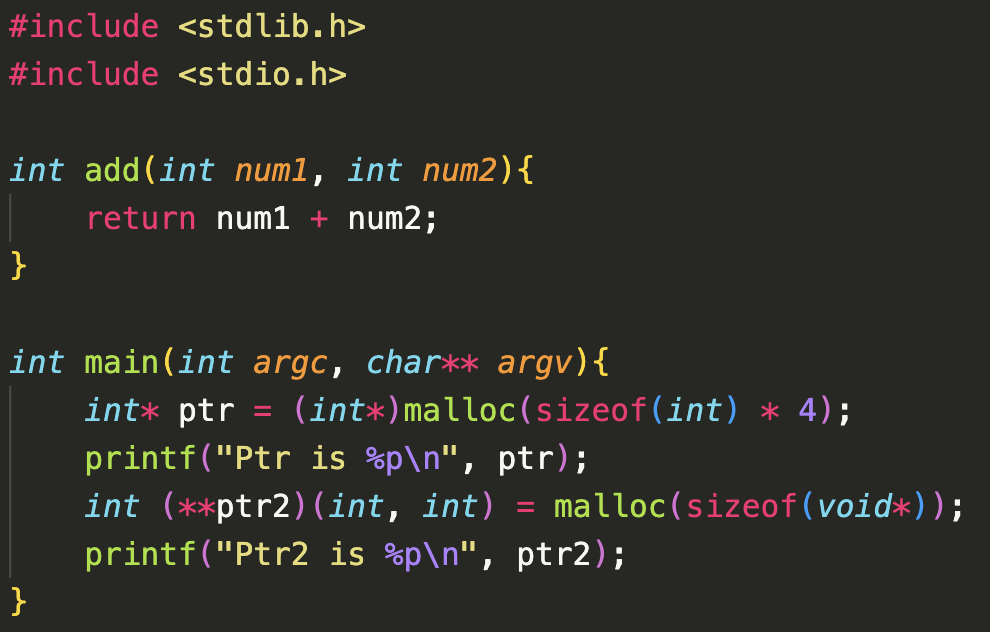 #include <stdlib.h>
#include <stdio.h>

int add(int num1, int num2){
    return num1 + num2;
}

int main(int argc, char** argv){
    int* ptr = (int*)malloc(sizeof(int) * 4);
    printf("Ptr is %p\n", ptr);
    int (**ptr2)(int, int) = malloc(sizeof(void*));
    printf("Ptr2 is %p\n", ptr2);
}